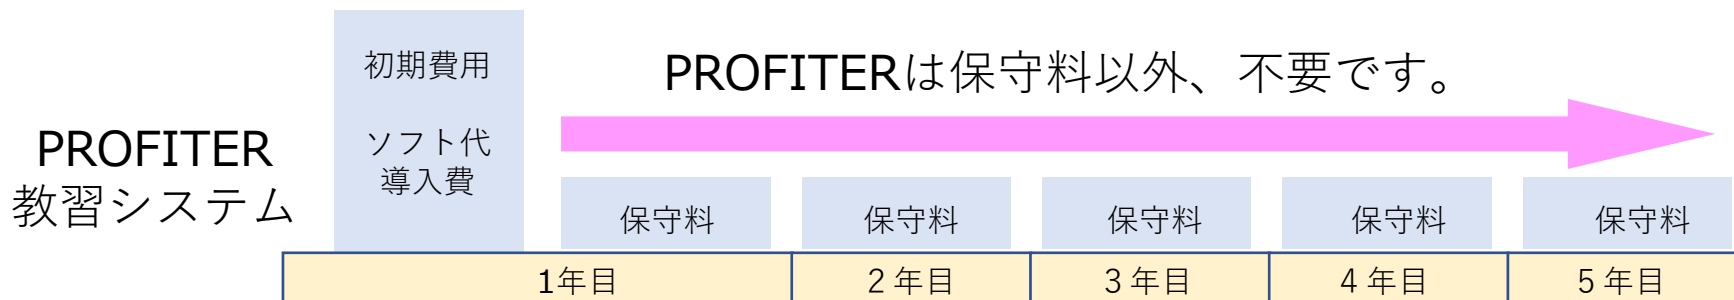 初期費用
ソフト代
導入費
PROFITERは保守料以外、不要です。
PROFITER
教習システム
保守料
保守料
保守料
保守料
保守料
1年目
２年目
３年目
４年目
５年目